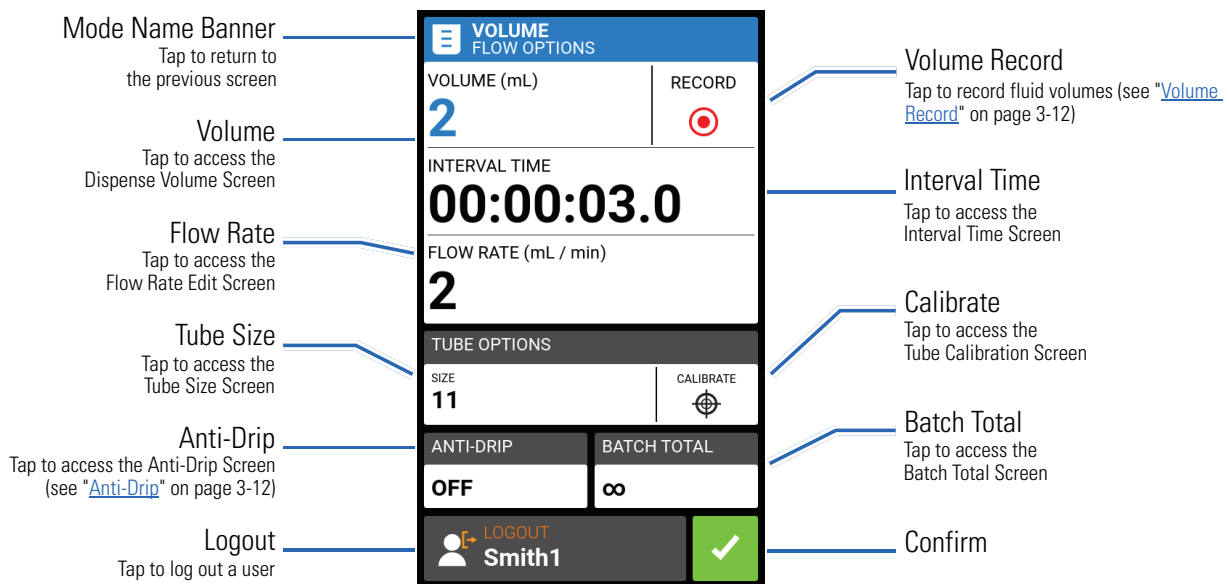 Mode Name Banner
Tap to return to
the previous screen
Volume
Tap to access the
Dispense Volume Screen
Flow Rate
Tap to access the
Flow Rate Edit Screen
Tube Size
Tap to access the
Tube Size Screen
Anti-Drip
Tap to access the Anti-Drip Screen
(see "Anti-Drip" on page 3-12)
Logout
Tap to log out a user
VOLUME
FLOW OPTIONS
VOLUME (mL)
2
RECORD
INTERVAL TIME
00:00:03.0
FLOW RATE (mL / min)
2
TUBE OPTIONS
SIZE
11
CALIBRATE
ANTI-DRIP
OFF
BATCH TOTAL
∞
LOGOUT
Smith1
Volume Record
Tap to record fluid volumes (see "Volume
Record" on page 3-12)
Interval Time
Tap to access the
Interval Time Screen
Calibrate
Tap to access the
Tube Calibration Screen
Batch Total
Tap to access the
Batch Total Screen
Confirm